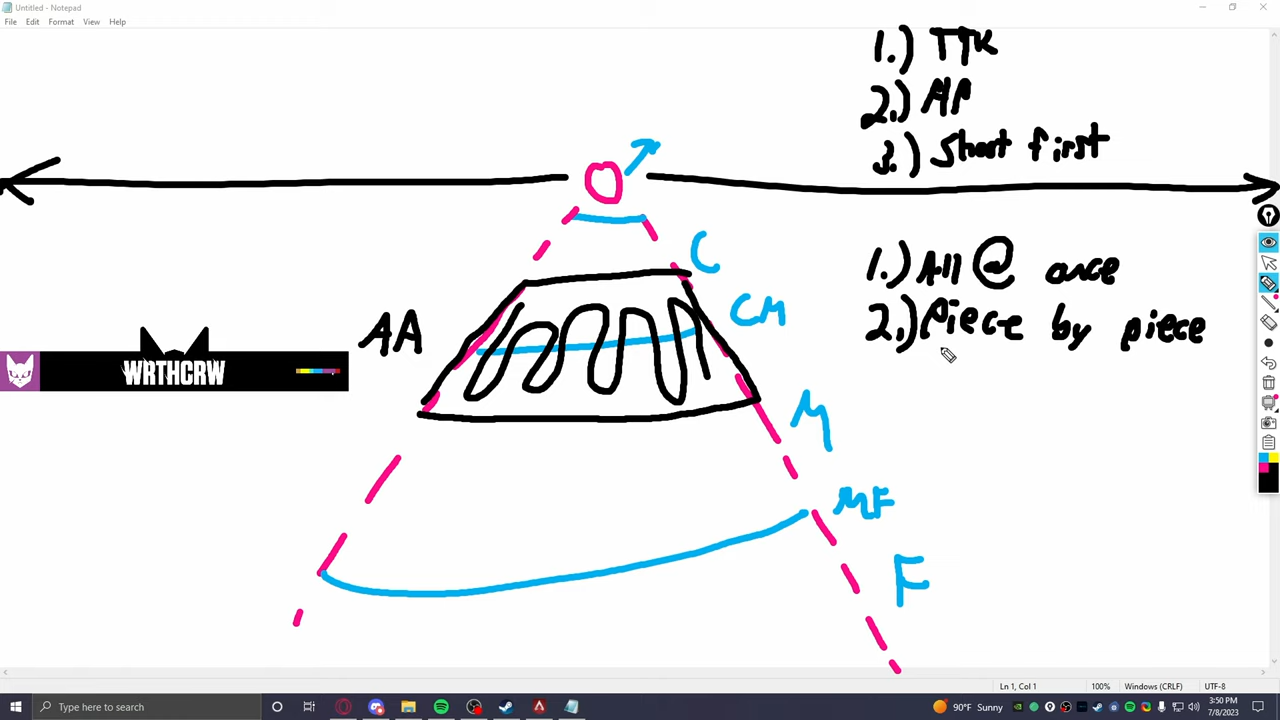 Untitled - Notepad
File Edit Format View Help
1.) TTK
2.) AP
3.) Shoot first
C
1.) All @ once
CM
2.) Piece by piece
AA
WRTHCRW
M
MF
F
Ln 1, Col 1 100% Windows (CRLF) UTF-8
Type here to search
90°F Sunny
3:50 PM
7/8/2023